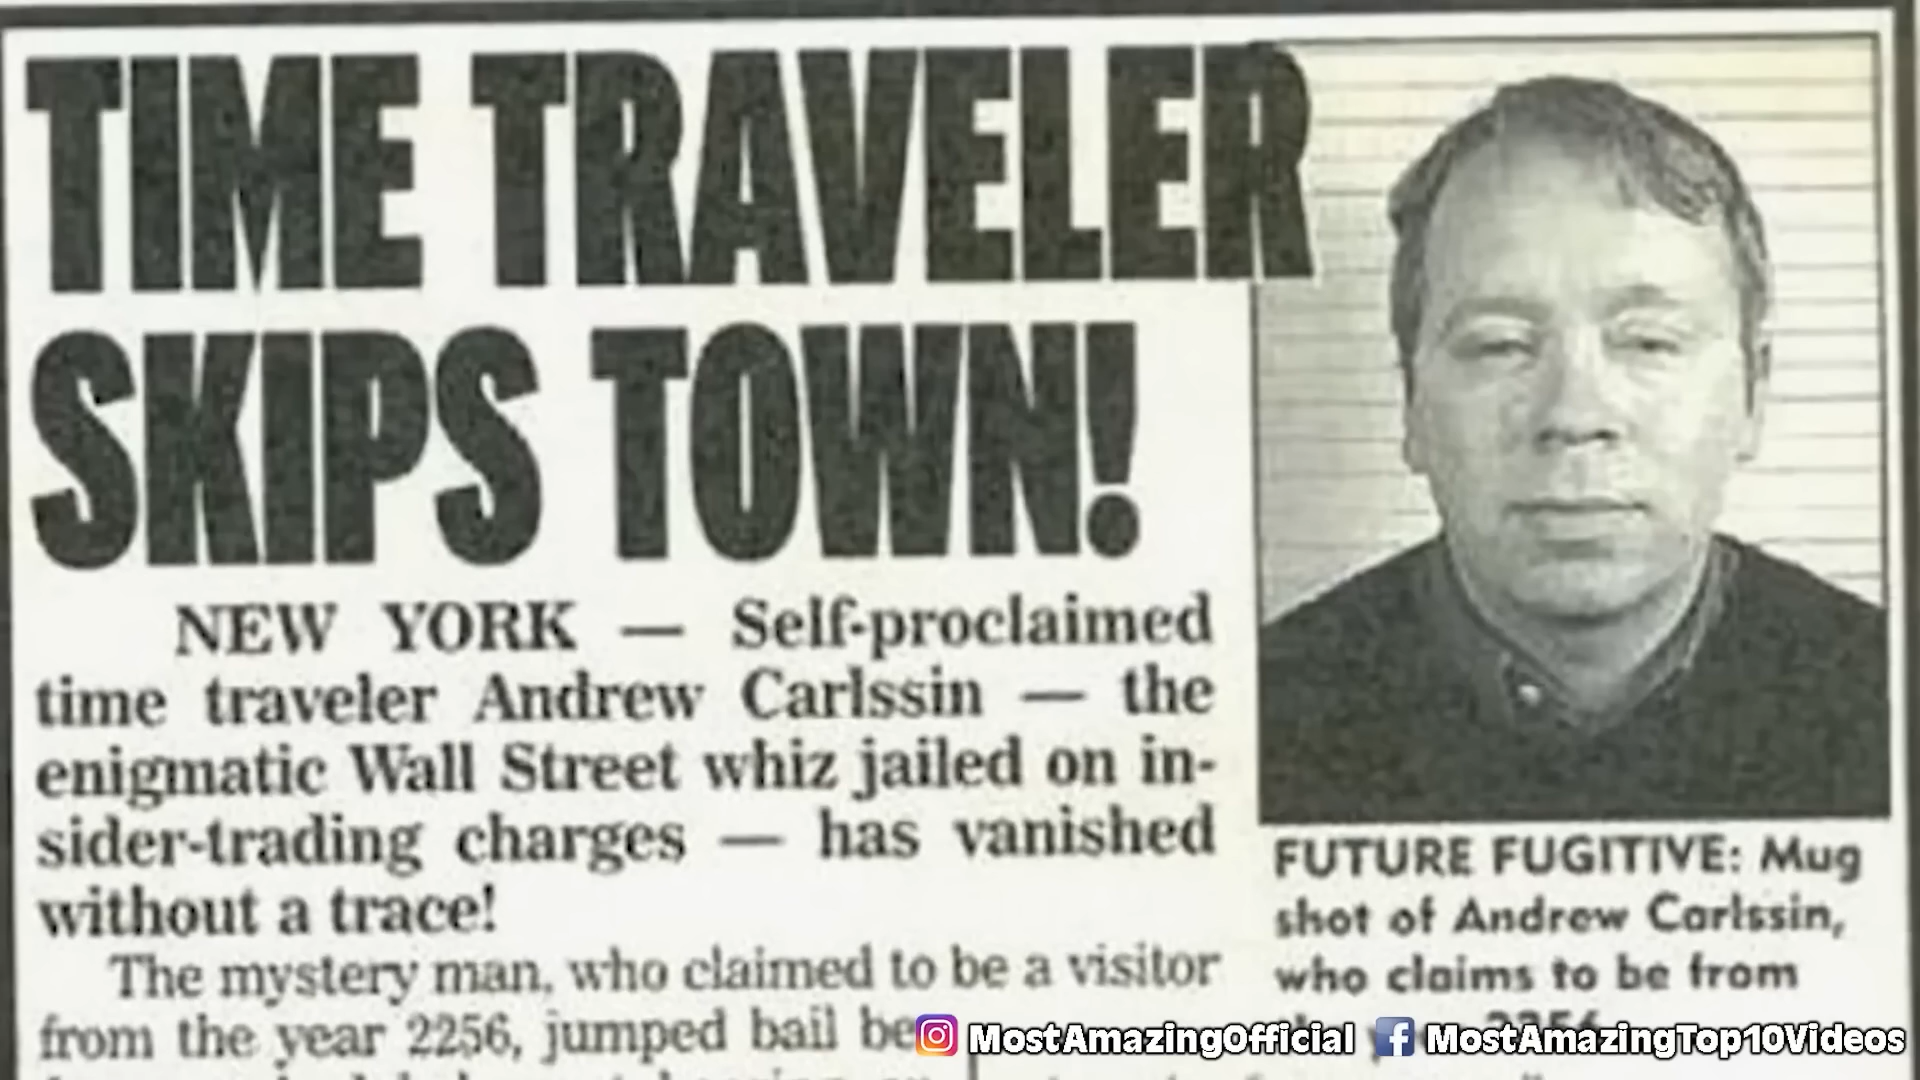 TIME TRAVELER
SKIPS TOWN!
NEW YORK — Self-proclaimed
time traveler Andrew Carlssin — the
enigmatic Wall Street whiz jailed on in-
sider-trading charges — has vanished
without a trace!
The mystery man, who claimed to be a visitor
from the year 2256, jumped bail be
FUTURE FUGITIVE: Mug
shot of Andrew Carlssin,
who claims to be from
2256
MostAmazingOfficial MostAmazingTop10Videos